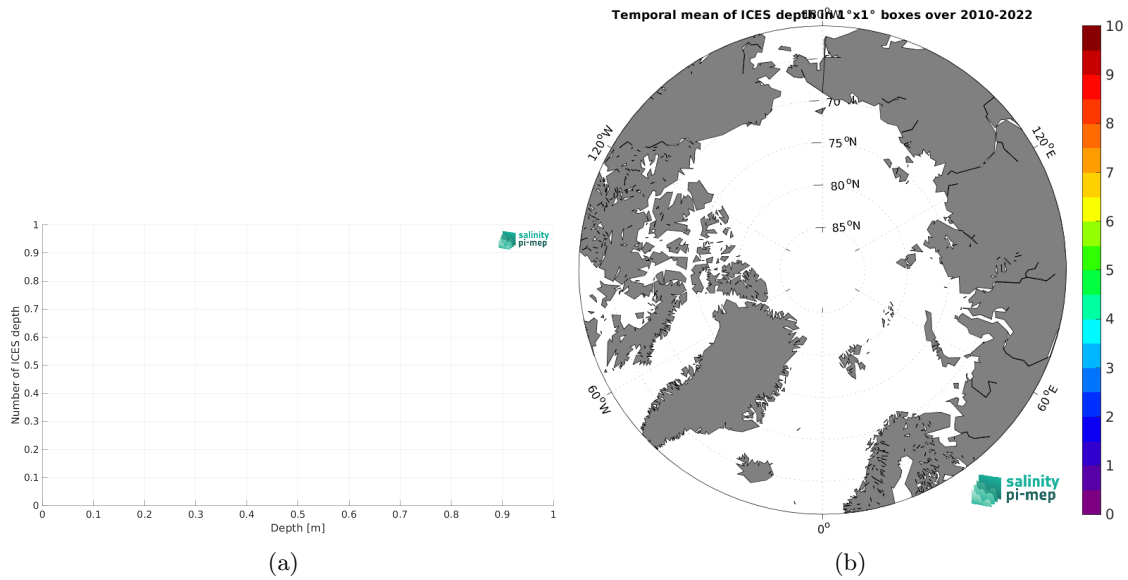 Temporal mean of ICES depth in 1°x1° boxes over 2010-2022
180°W
10
9
8
7
6
5
4
3
2
1
0
120°W
120°E
60°W
60°E
0°
70
75°N
80°N
85°N
salinity
pi-mep
1
0.9
0.8
0.7
0.6
0.5
0.4
0.3
0.2
0.1
0
Number of ICES depth
salinity
pi-mep
0 0.1 0.2 0.3 0.4 0.5 0.6 0.7 0.8 0.9 1
Depth [m]
(a)
(b)